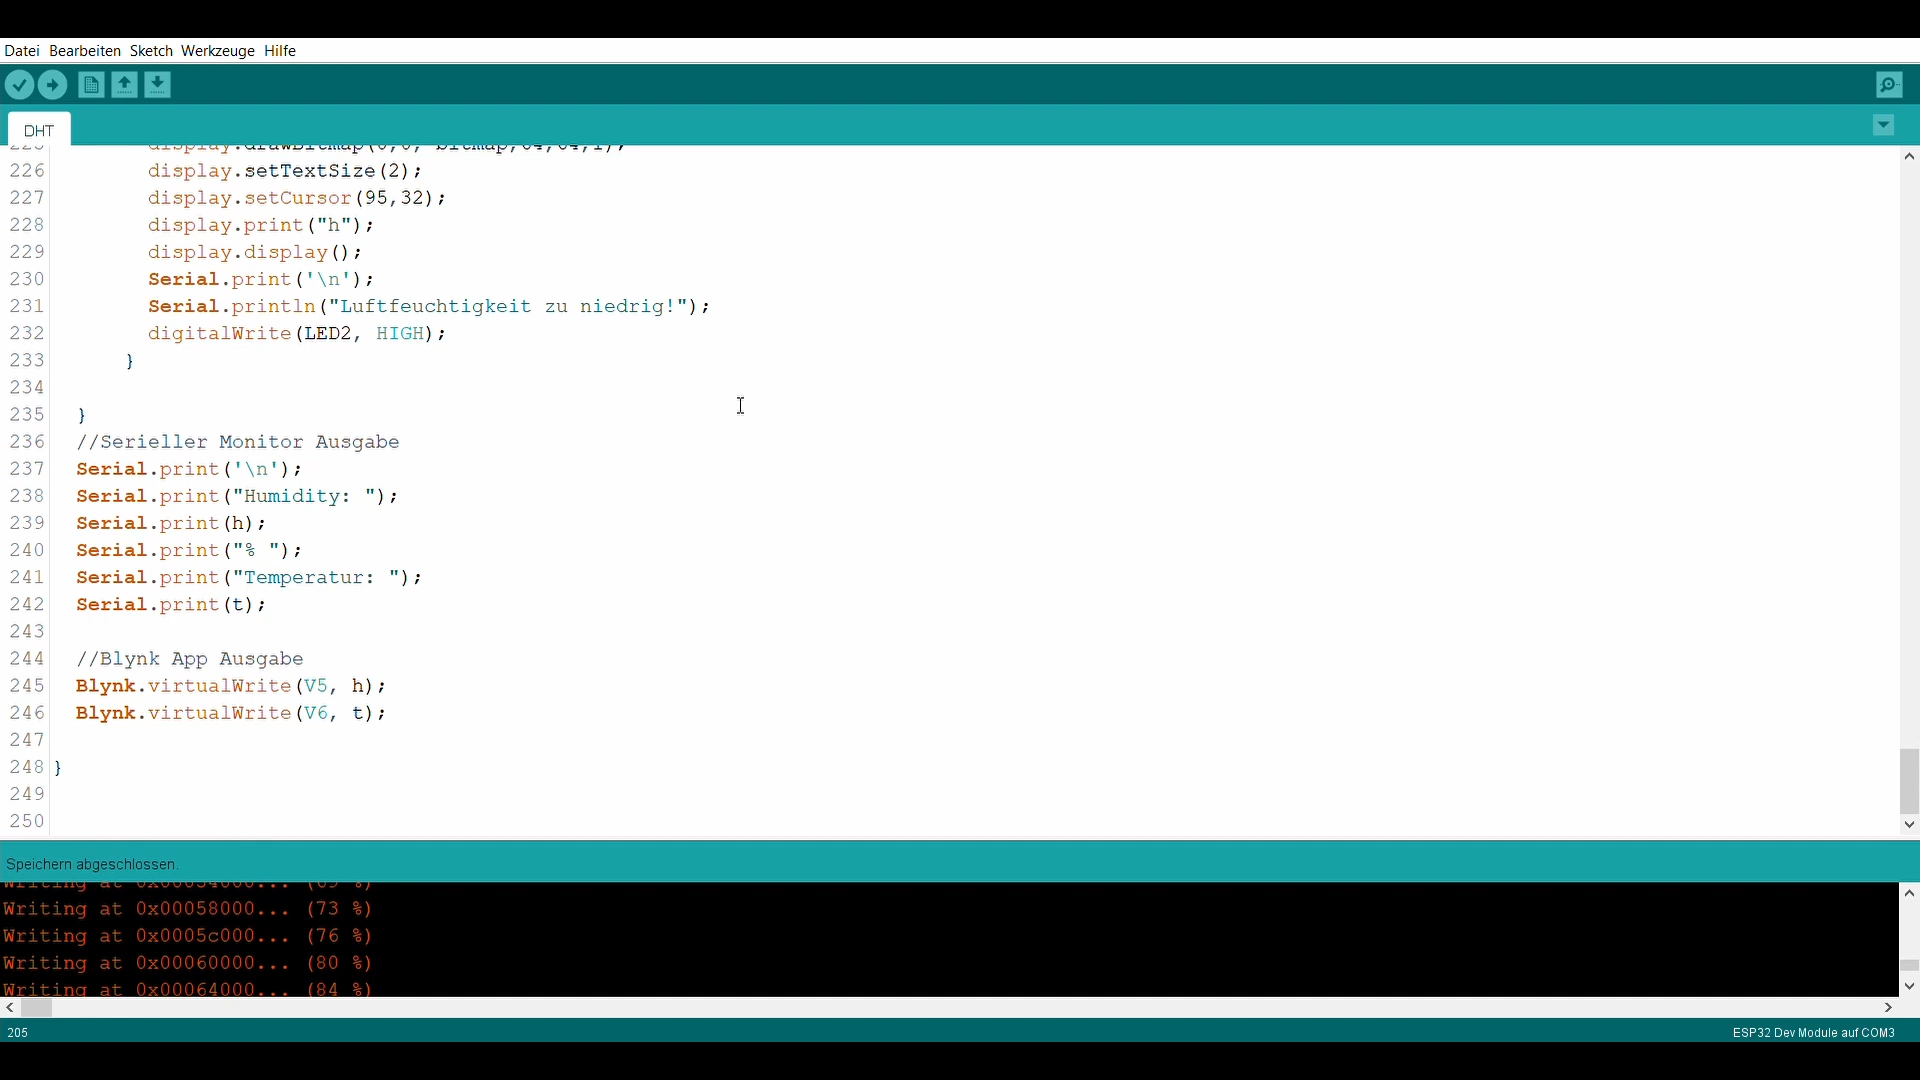 Datei Bearbeiten Sketch Werkzeuge Hilfe
DHT
225 display.drawBitmap(0,0, bitmap,64,64,1);
226 display.setTextSize(2);
227 display.setCursor(95,32);
228 display.print("h");
229 display.display();
230 Serial.print('\n');
231 Serial.println("Luftfeuchtigkeit zu niedrig!");
232 digitalWrite(LED2, HIGH);
233 }
234
235 }
236 //Serieller Monitor Ausgabe
237 Serial.print('\n');
238 Serial.print("Humidity: ");
239 Serial.print(h);
240 Serial.print("% ");
241 Serial.print("Temperatur: ");
242 Serial.print(t);
243
244 //Blynk App Ausgabe
245 Blynk.virtualWrite(V5, h);
246 Blynk.virtualWrite(V6, t);
247
248 }
249
250
Speichern abgeschlossen.
Writing at 0x00054000... (69 %)
Writing at 0x00058000... (73 %)
Writing at 0x0005c000... (76 %)
Writing at 0x00060000... (80 %)
Writing at 0x00064000... (84 %)
205
ESP32 Dev Module auf COM3